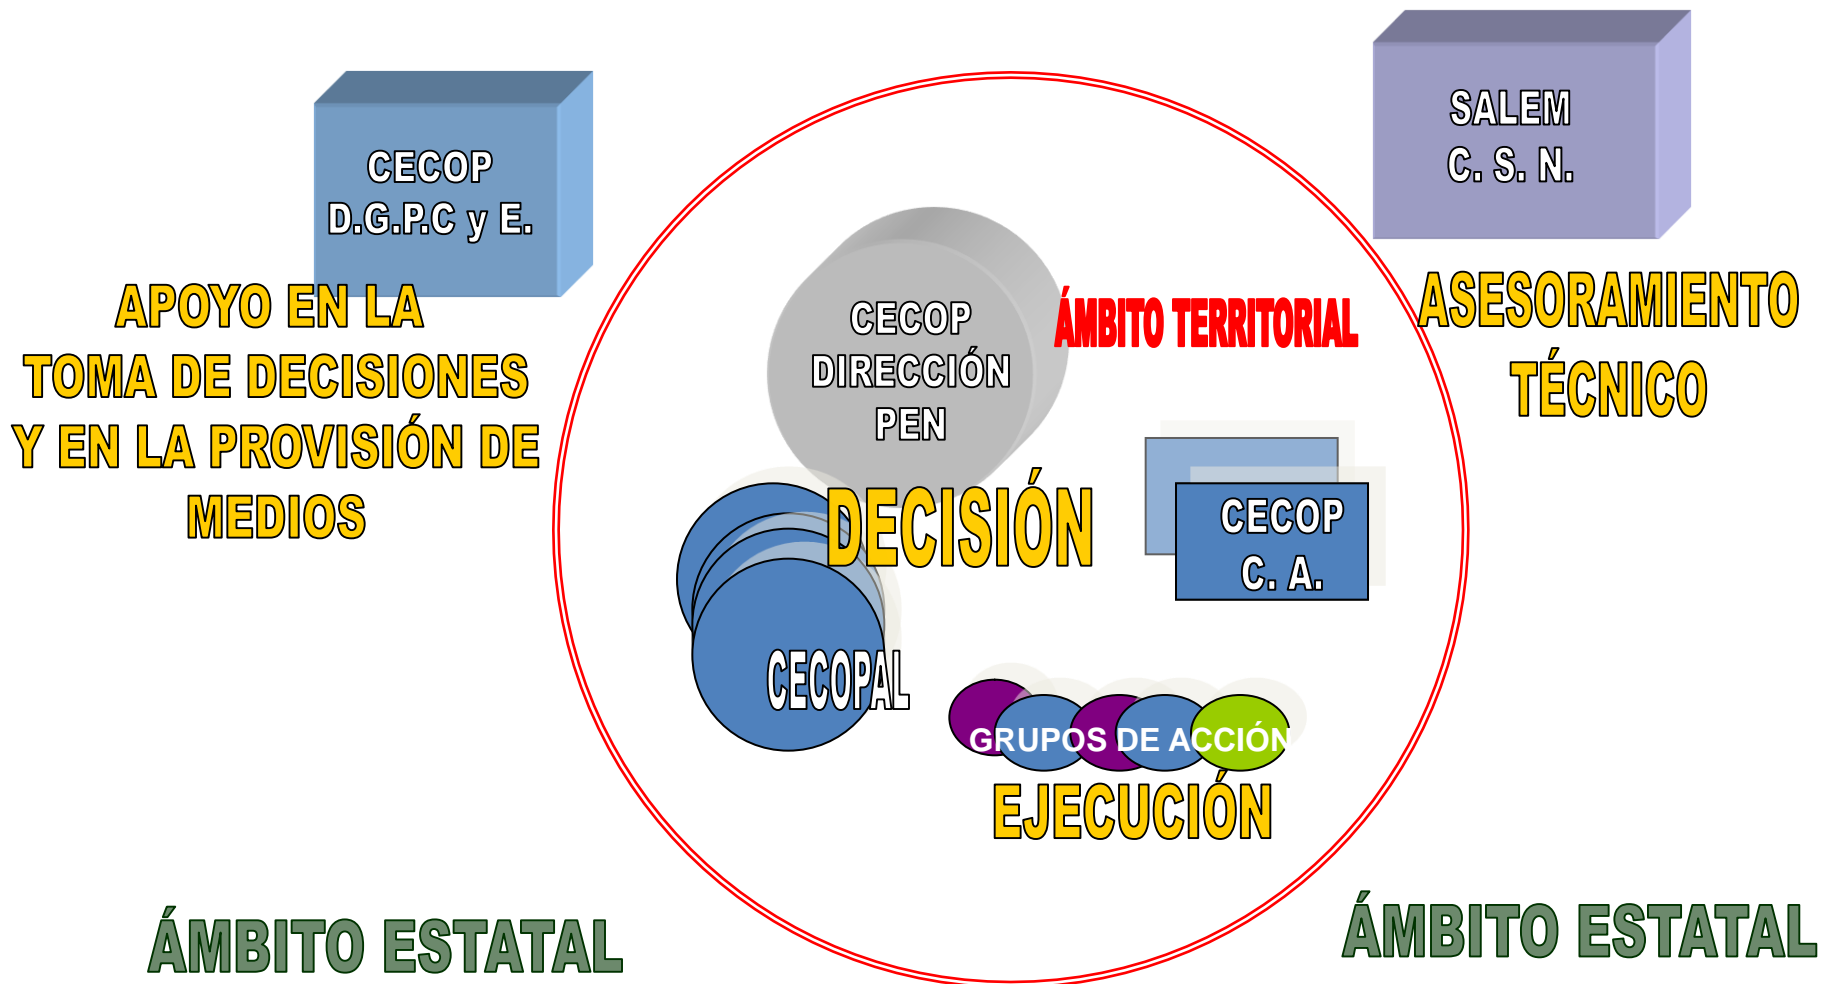 CECOP
D.G.P.C y E.
APOYO EN LA
TOMA DE DECISIONES
Y EN LA PROVISIÓN DE
MEDIOS
SALEM
C. S. N.
ASESORAMIENTO
TÉCNICO
CECOP
DIRECCIÓN
PEN
ÁMBITO TERRITORIAL
DECISIÓN
CECOP
C. A.
CECOPAL
GRUPOS DE ACCIÓN
EJECUCIÓN
ÁMBITO ESTATAL
ÁMBITO ESTATAL